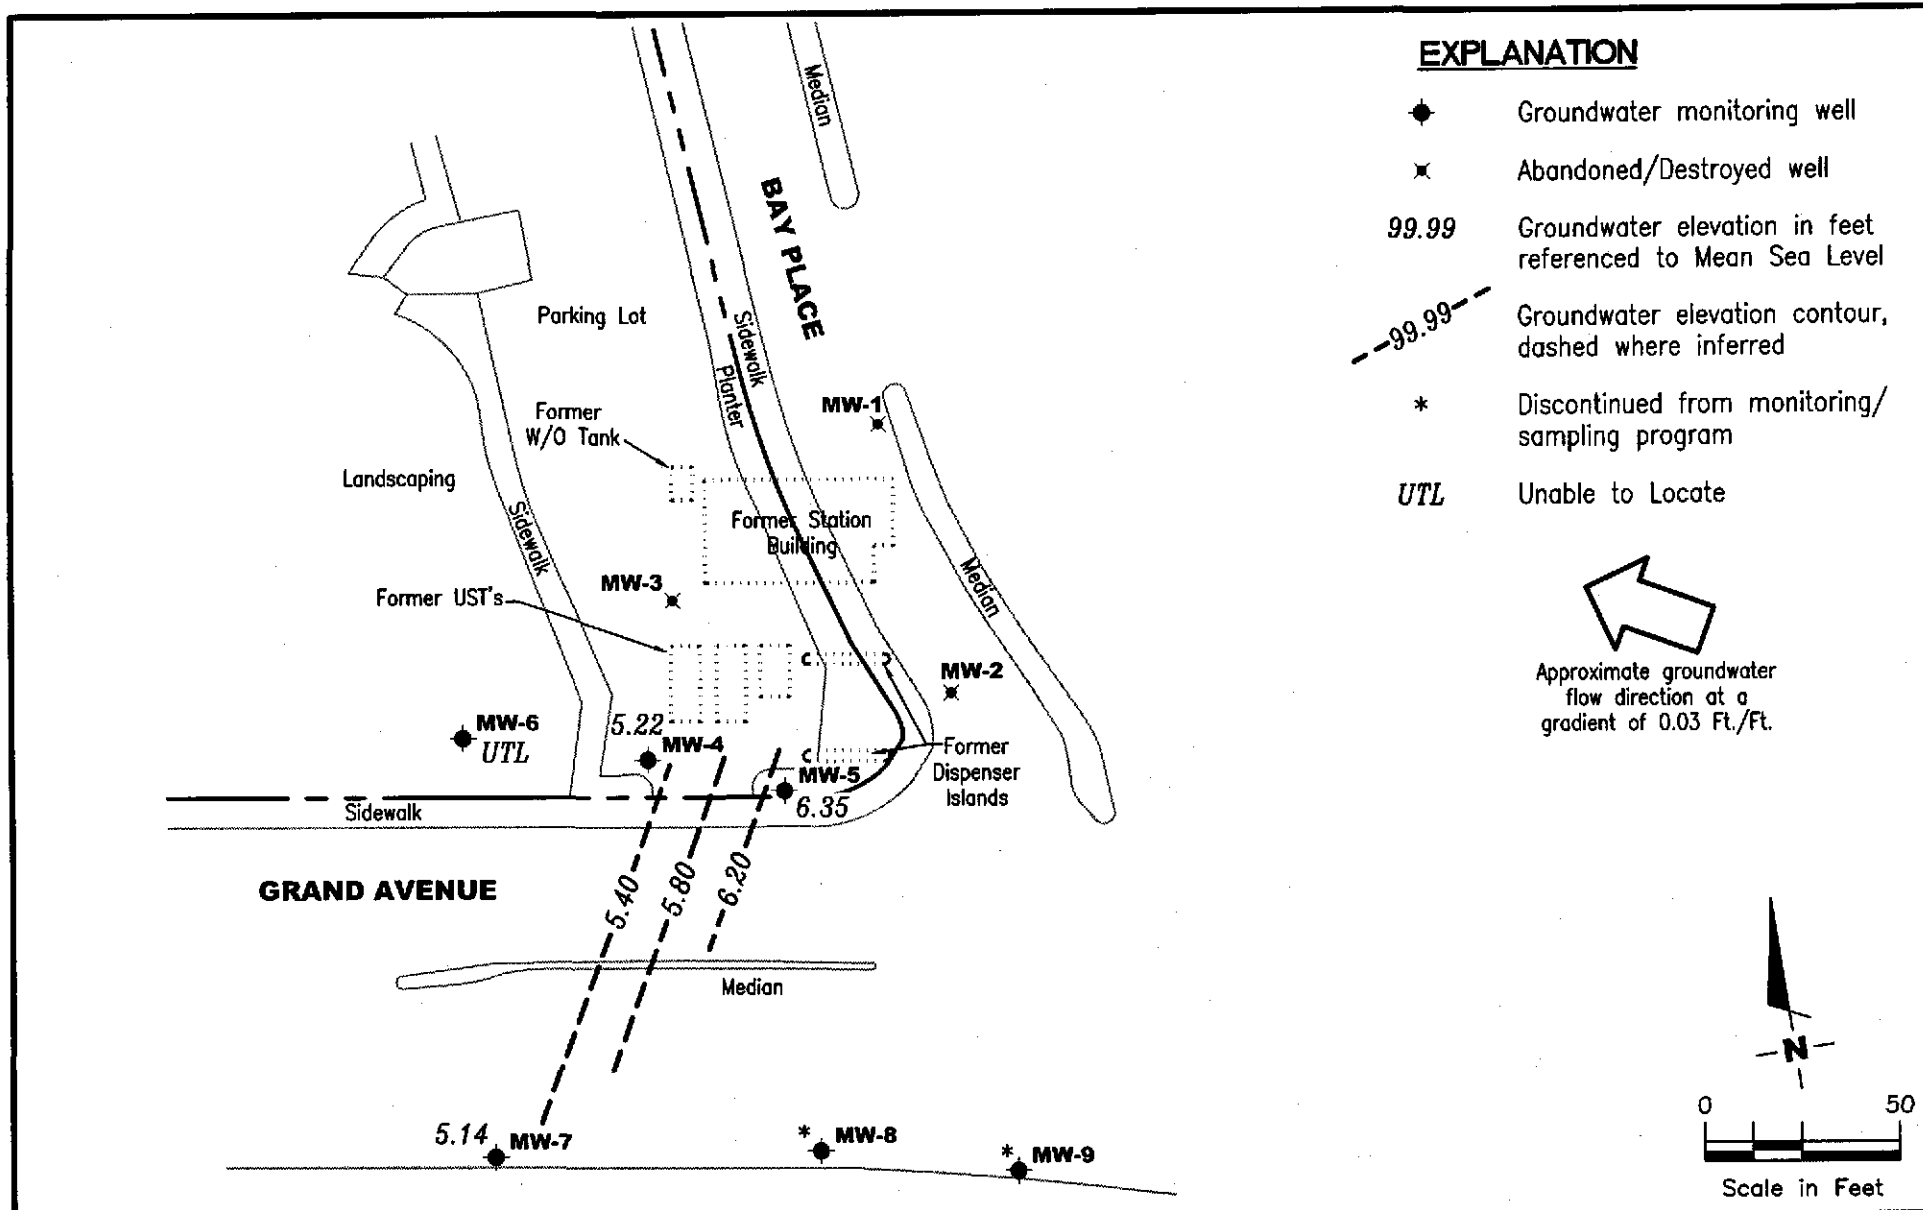 EXPLANATION
Groundwater monitoring well
Abandoned/Destroyed well
99.99
Groundwater elevation in feet
referenced to Mean Sea Level
99.99
Groundwater elevation contour,
dashed where inferred
*
Discontinued from monitoring/
sampling program
UTL
Unable to Locate
Approximate groundwater
flow direction at a
gradient of 0.03 Ft./Ft.
N
0 50
Scale in Feet
Median
BAY PLACE
Parking Lot
Sidewalk
Planter
MW-1
Former
W/O Tank
Landscaping
Sidewalk
Former Station
Building
Median
MW-3
Former UST's
MW-2
MW-6
UTL
5.22
MW-4
MW-5
6.35
Former
Dispenser
Islands
Sidewalk
GRAND AVENUE
5.40
5.80
6.20
Median
5.14
MW-7
* MW-8
* MW-9